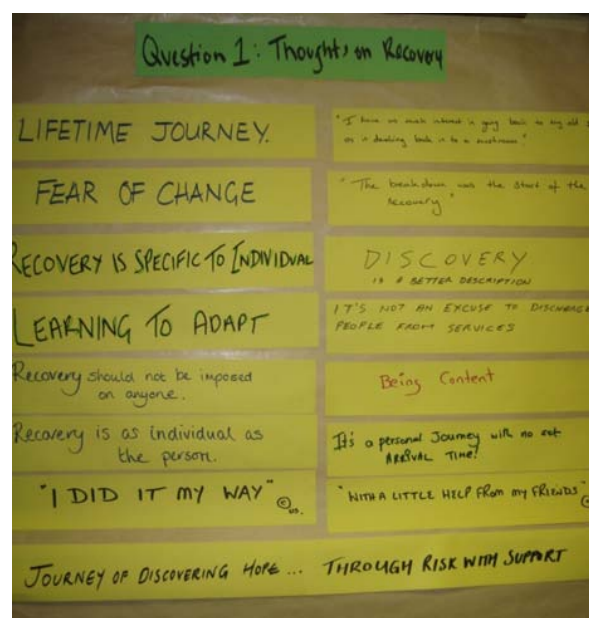 Question 1: Thoughts on Recovery
LIFETIME JOURNEY.
FEAR OF CHANGE
RECOVERY IS SPECIFIC TO INDIVIDUAL
LEARNING TO ADAPT
Recovery should not be imposed
on anyone.
Recovery is as individual as
the person.
"I DID IT MY WAY" ©
us.
"I have as much interest in going back to my old
as in back in to a mushroom."
"The breakdown was the start of the
recovery"
DISCOVERY
IS A BETTER DESCRIPTION
IT'S NOT AN EXCUSE TO DISCHARGE
PEOPLE FROM SERVICES
Being Content
It's a personal Journey with no set
ARRIVAL TIME!
"WITH A LITTLE HELP FROM my FRIENDS"
JOURNEY OF DISCOVERING HOPE... THROUGH RISK WITH SUPPORT